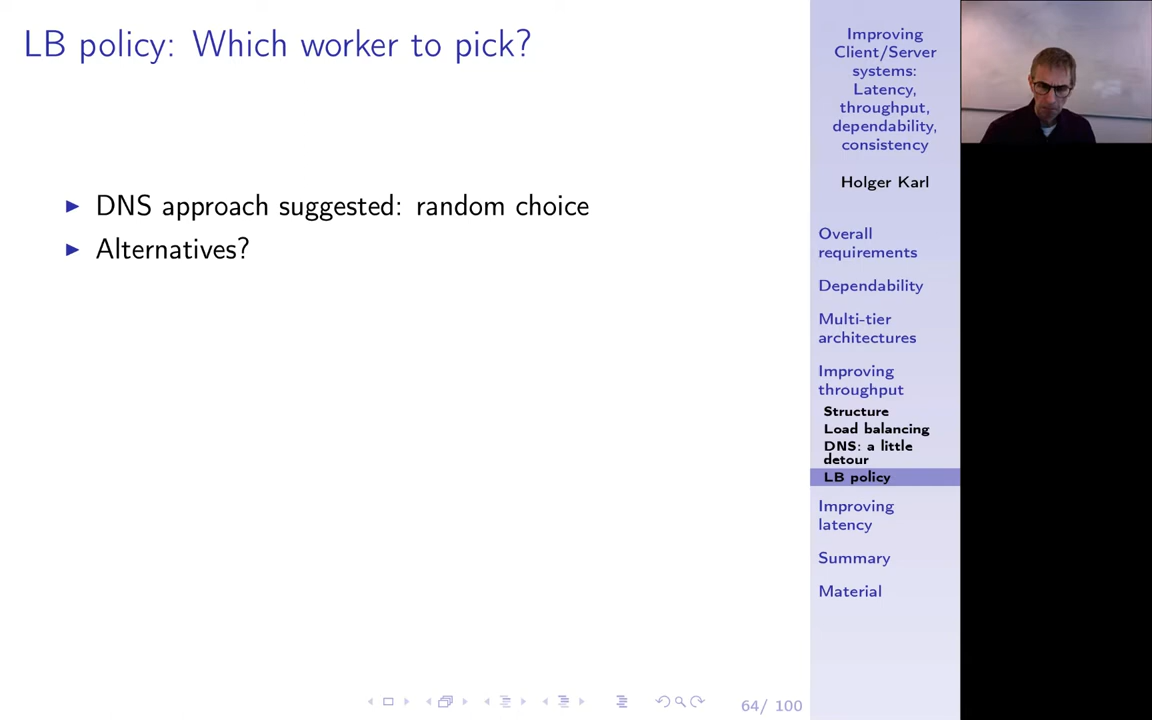 LB policy: Which worker to pick?
DNS approach suggested: random choice
Alternatives?
Improving
Client/Server
systems:
Latency,
throughput,
dependability,
consistency
Holger Karl
Overall
requirements
Dependability
Multi-tier
architectures
Improving
throughput
Structure
Load balancing
DNS: a little
detour
LB policy
Improving
latency
Summary
Material
64/ 100